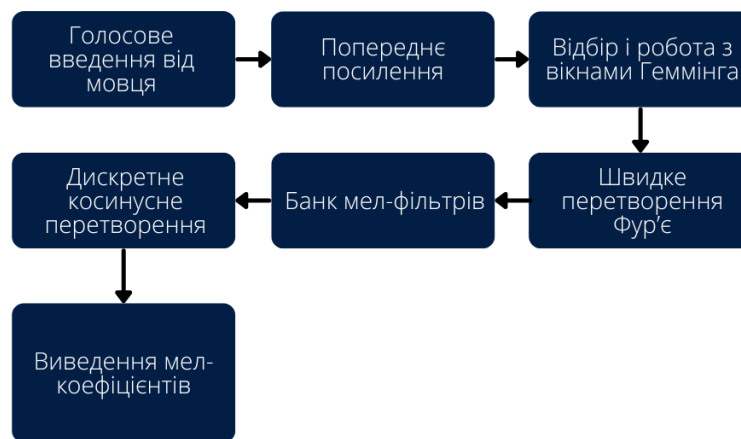 Голосове
введення від
мовця
Попереднє
посилення
Відбір і робота з
вікнами Геммінга
Швидке
перетворення
Фур’є
Банк мел-фільтрів
Дискретне
косинусне
перетворення
Виведення мел-
коефіцієнтів